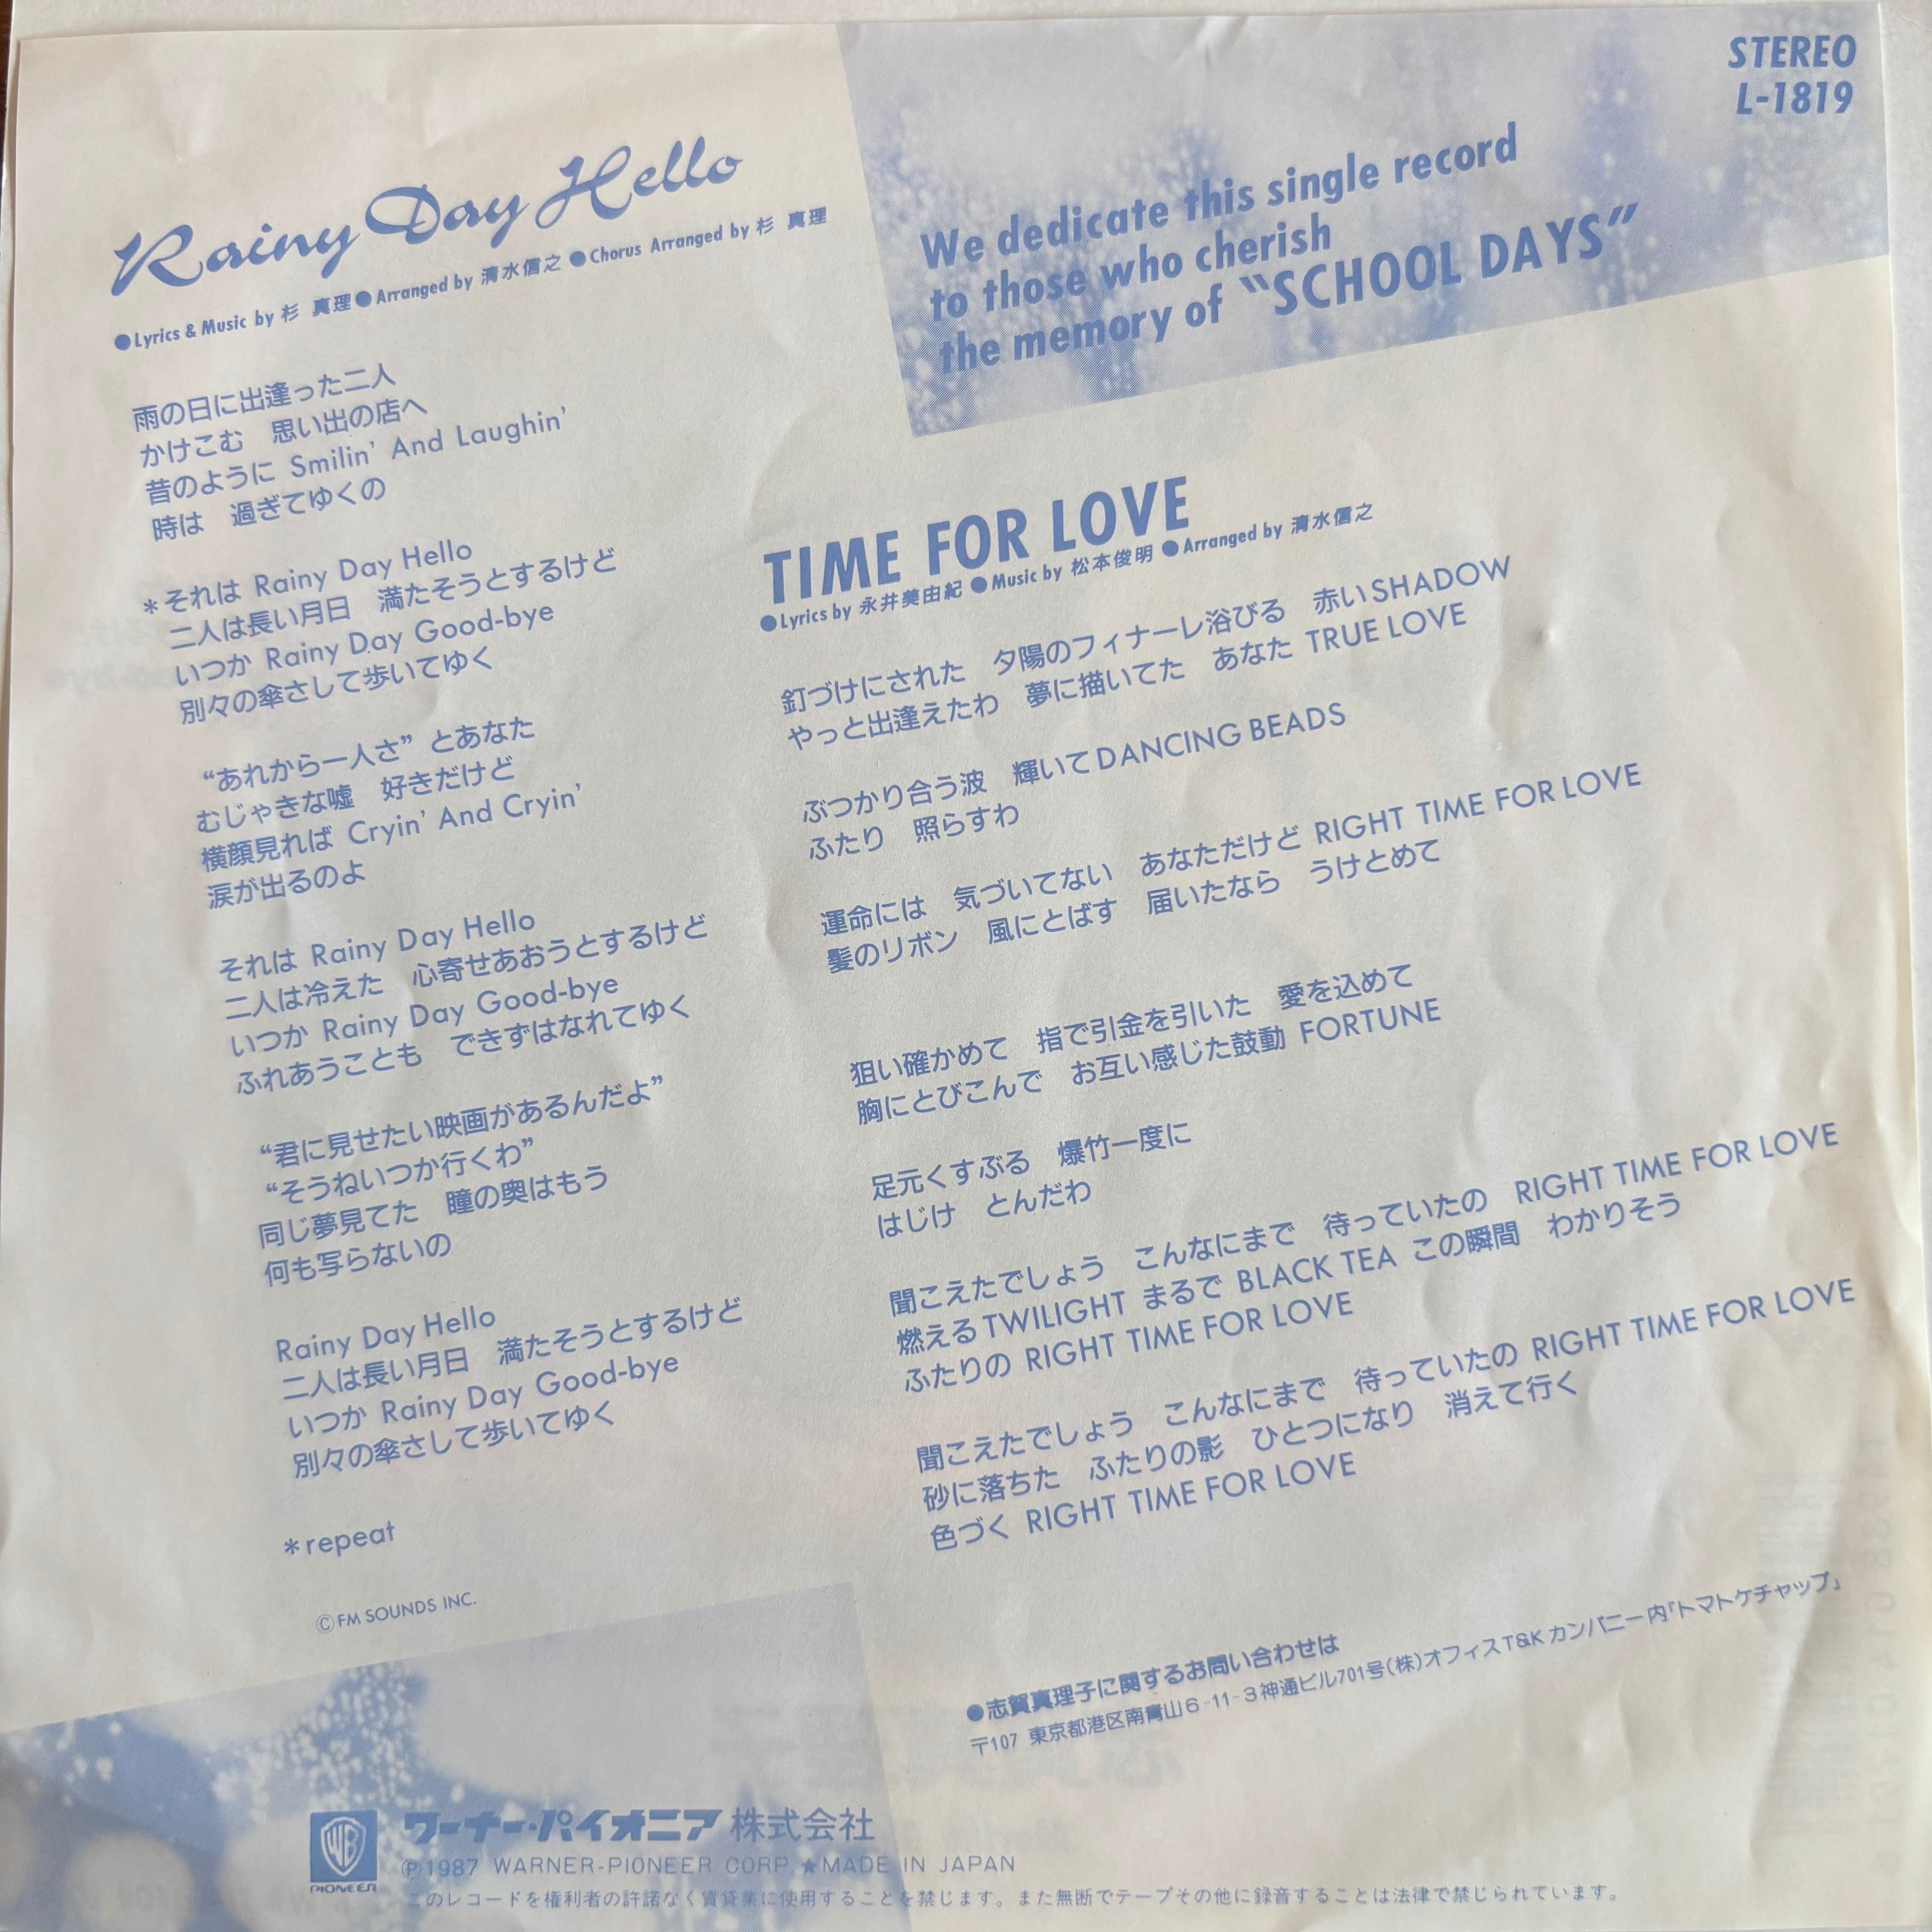 STEREO
L-1819
We dedicate this single record
to those who cherish
the memory of “SCHOOL DAYS”
Rainy Day Hello
●Lyrics & Music by 杉 真理●Arranged by 清水信之●Chorus Arranged by 杉 真理
雨の日に出逢った二人
かけこむ 思い出の店へ
昔のように Smilin' And Laughin'
時は 過ぎてゆくの
*それは Rainy Day Hello
二人は長い月日 満たそうとするけど
いつか Rainy Day Good-bye
別々の傘さして歩いてゆく
“あれから一人さ”とあなた
むじゃきな嘘 好きだけど
横顔見れば Cryin' And Cryin'
涙が出るのよ
それは Rainy Day Hello
二人は冷えた 心寄せあおうとするけど
いつか Rainy Day Good-bye
ふれあうことも できずはなれてゆく
“君に見せたい映画があるんだよ”
“そうねいつか行くわ”
同じ夢見てた 瞳の奥はもう
何も写らないの
Rainy Day Hello
二人は長い月日 満たそうとするけど
いつか Rainy Day Good-bye
別々の傘さして歩いてゆく
*repeat
©FM SOUNDS INC.
TIME FOR LOVE
●Lyrics by 永井美由紀●Music by 松本俊明●Arranged by 清水信之
釘づけにされた 夕陽のフィナーレ浴びる 赤いSHADOW
やっと出逢えたわ 夢に描いてた あなた TRUE LOVE
ぶつかり合う波 輝いてDANCING BEADS
ふたり 照らすわ
運命には 気づいてない あなただけど RIGHT TIME FOR LOVE
髪のリボン 風にとばす 届いたなら うけとめて
狙い確かめて 指で引金を引いた 愛を込めて
胸にとびこんで お互い感じた鼓動 FORTUNE
足元くすぶる 爆竹一度に
はじけ とんだわ
聞こえたでしょう こんなにまで 待っていたの RIGHT TIME FOR LOVE
燃えるTWILIGHT まるで BLACK TEA この瞬間 わかりそう
ふたりの RIGHT TIME FOR LOVE
聞こえたでしょう こんなにまで 待っていたの RIGHT TIME FOR LOVE
砂に落ちた ふたりの影 ひとつになり 消えて行く
色づく RIGHT TIME FOR LOVE
●志賀真理子に関するお問い合わせは
〒107 東京都港区南青山6-11-3神通ビル701号(株)オフィスT&Kカンパニー内「トマトケチャップ」
WB
PIONEER
ワーナー・パイオニア株式会社
Ⓟ1987 WARNER-PIONEER CORP. ★MADE IN JAPAN
このレコードを権利者の許諾なく賃貸業に使用することを禁じます。また無断でテープその他に録音することは法律で禁じられています。